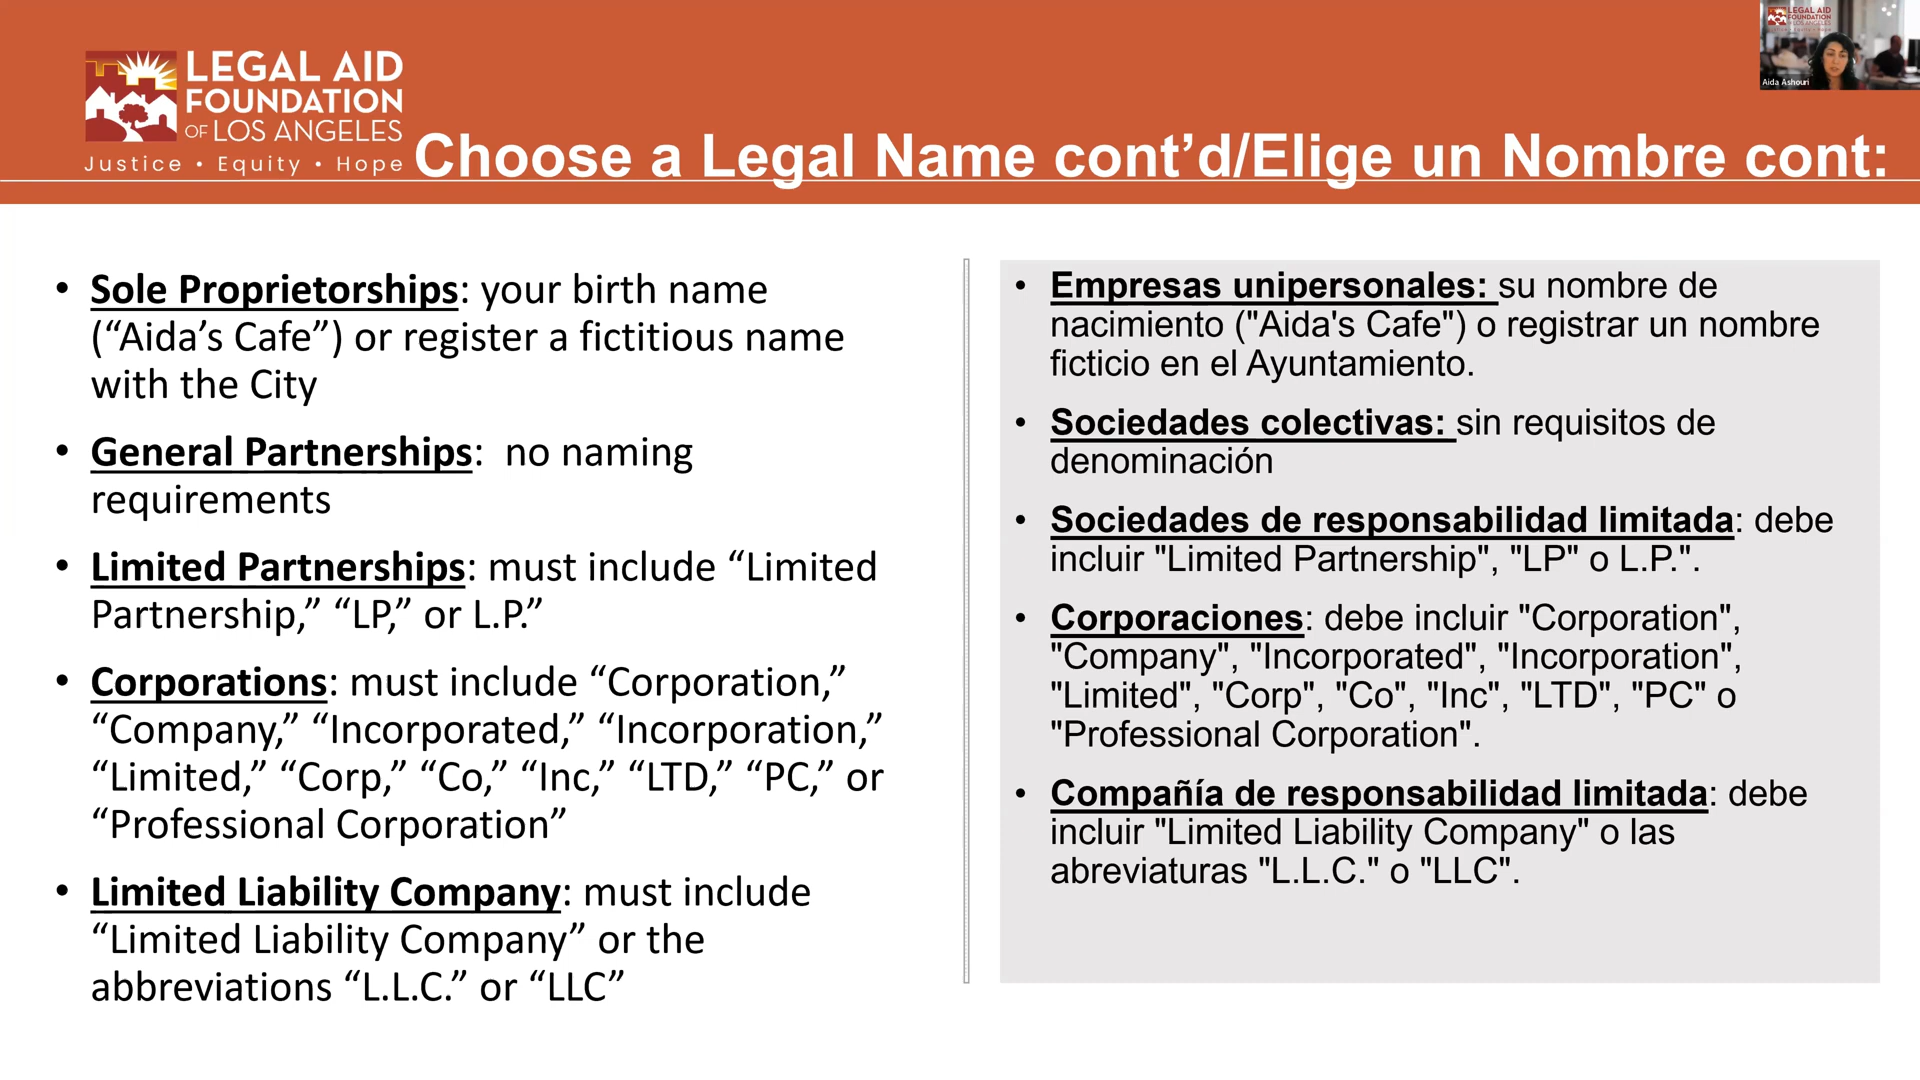 LEGAL AID
FOUNDATION
OF LOS ANGELES
Justice • Equity • Hope
Choose a Legal Name cont’d/Elige un Nombre cont:
LEGAL AID
FOUNDATION
Aida Ashouri
• Sole Proprietorships: your birth name
(“Aida’s Cafe”) or register a fictitious name
with the City
• General Partnerships:  no naming
requirements
• Limited Partnerships: must include “Limited
Partnership,” “LP,” or L.P.”
• Corporations: must include “Corporation,”
“Company,” “Incorporated,” “Incorporation,”
“Limited,” “Corp,” “Co,” “Inc,” “LTD,” “PC,” or
“Professional Corporation”
• Limited Liability Company: must include
“Limited Liability Company” or the
abbreviations “L.L.C.” or “LLC”
• Empresas unipersonales: su nombre de
nacimiento ("Aida's Cafe") o registrar un nombre
ficticio en el Ayuntamiento.
• Sociedades colectivas: sin requisitos de
denominación
• Sociedades de responsabilidad limitada: debe
incluir "Limited Partnership", "LP" o L.P.".
• Corporaciones: debe incluir "Corporation",
"Company", "Incorporated", "Incorporation",
"Limited", "Corp", "Co", "Inc", "LTD", "PC" o
"Professional Corporation".
• Compañía de responsabilidad limitada: debe
incluir "Limited Liability Company" o las
abreviaturas "L.L.C." o "LLC".